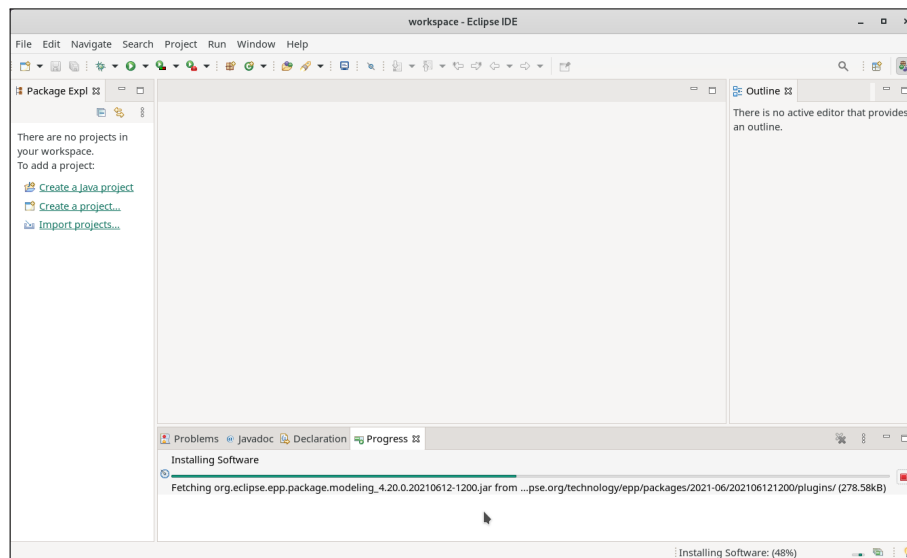 workspace - Eclipse IDE
File Edit Navigate Search Project Run Window Help
Package Expl
Outline
There are no projects in
your workspace.
To add a project:
Create a Java project
Create a project...
Import projects...
There is no active editor that provides
an outline.
Problems Javadoc Declaration Progress
Installing Software
Fetching org.eclipse.epp.package.modeling_4.20.0.20210612-1200.jar from ...pse.org/technology/epp/packages/2021-06/202106121200/plugins/ (278.58kB)
Installing Software: (48%)